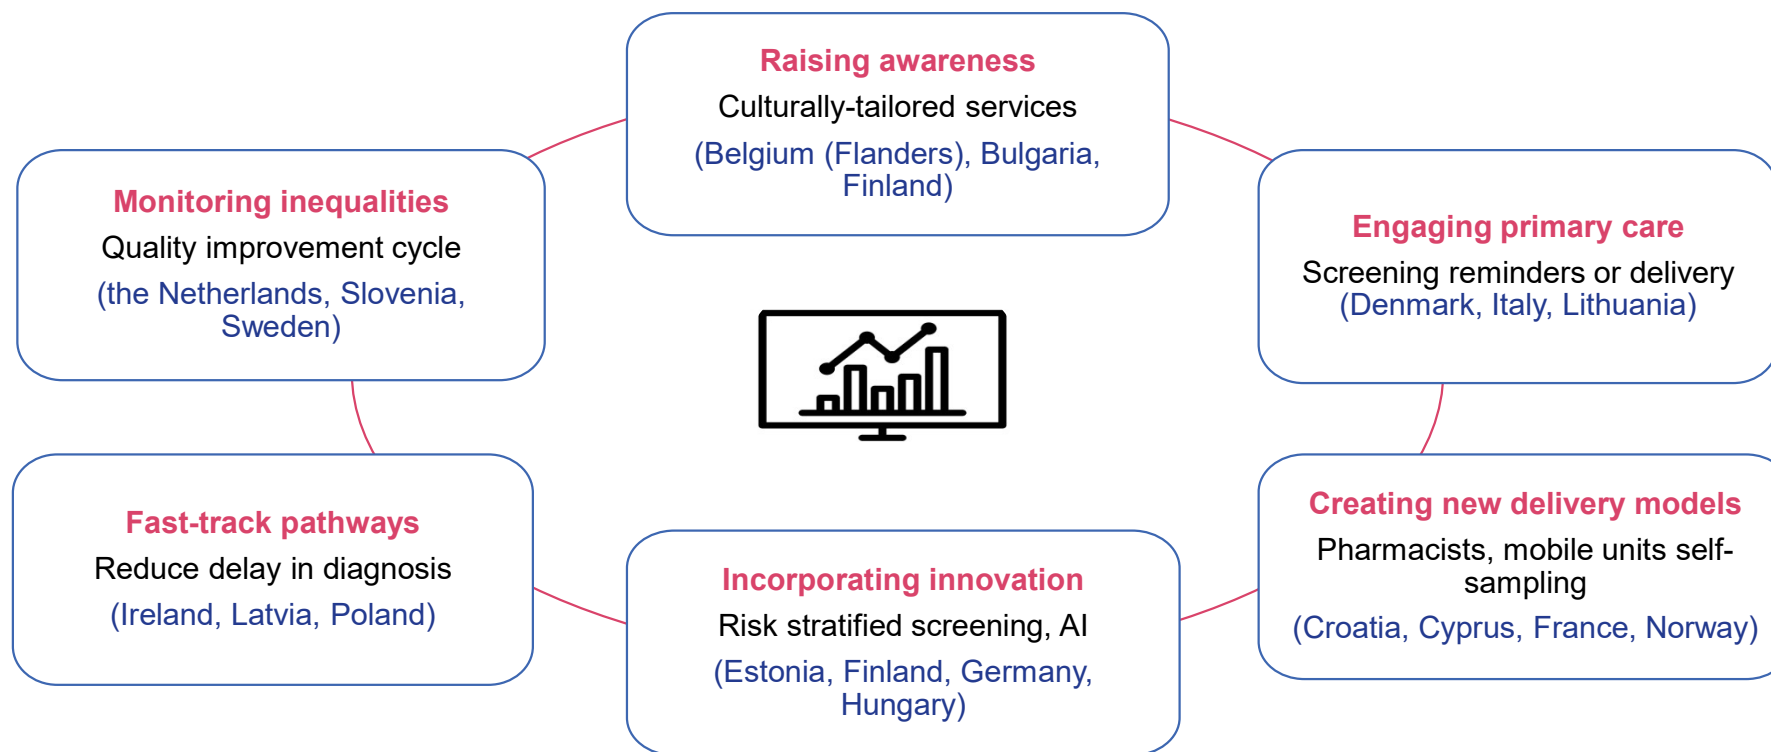 Raising awareness
Culturally-tailored services
(Belgium (Flanders), Bulgaria,
Finland)
Engaging primary care
Screening reminders or delivery
(Denmark, Italy, Lithuania)
Creating new delivery models
Pharmacists, mobile units self-
sampling
(Croatia, Cyprus, France, Norway)
Incorporating innovation
Risk stratified screening, AI
(Estonia, Finland, Germany,
Hungary)
Fast-track pathways
Reduce delay in diagnosis
(Ireland, Latvia, Poland)
Monitoring inequalities
Quality improvement cycle
(the Netherlands, Slovenia,
Sweden)